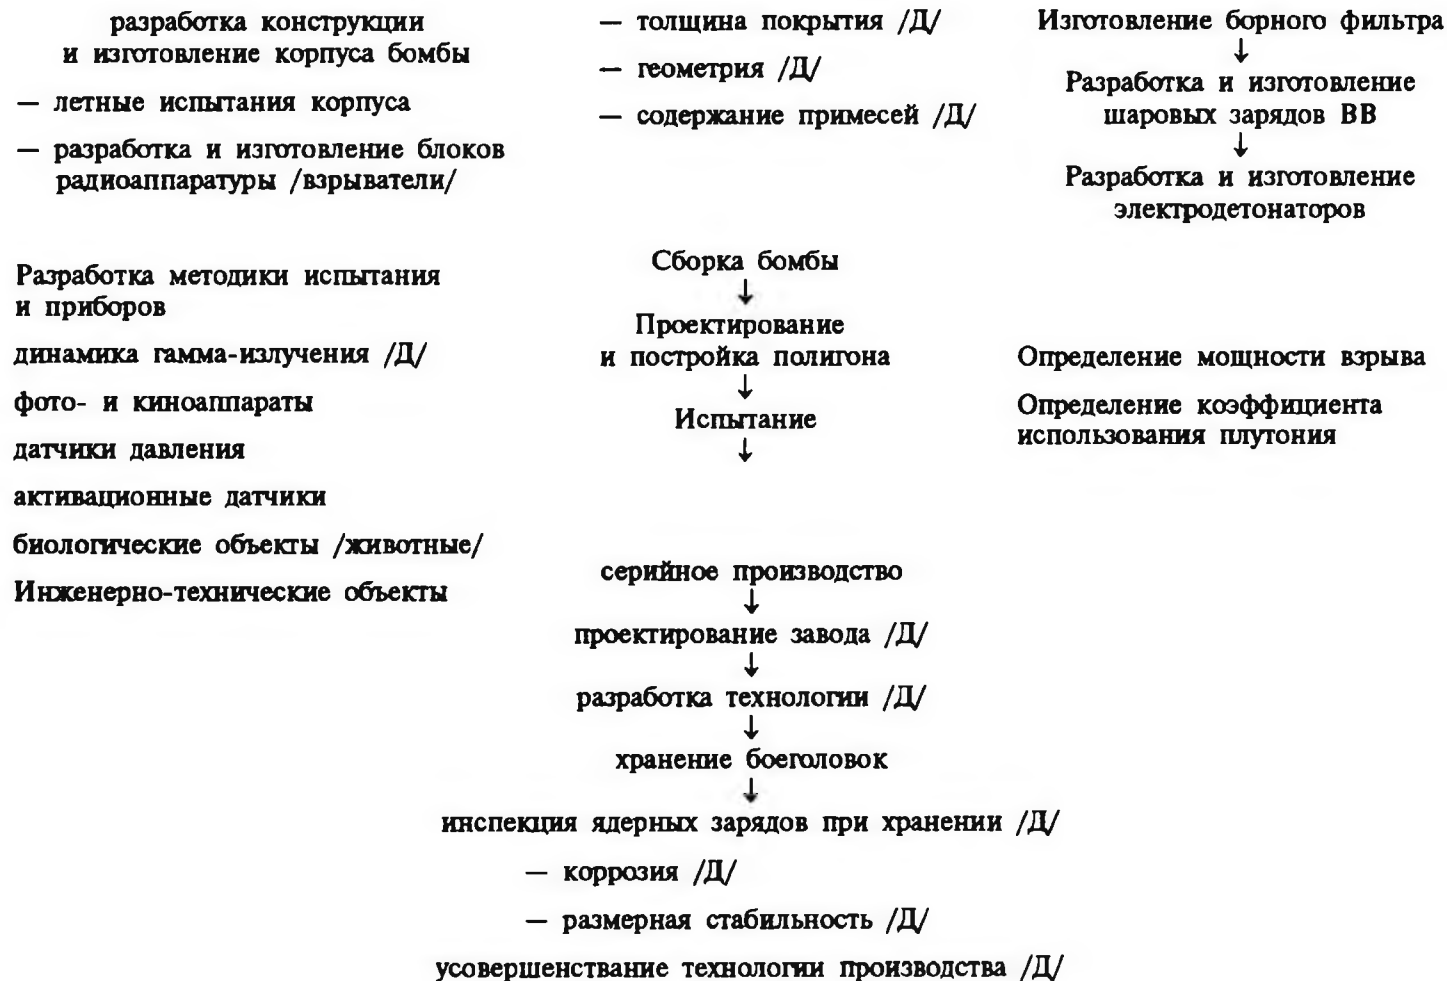 разработка конструкции
и изготовление корпуса бомбы
— летные испытания корпуса
— разработка и изготовление блоков
радиоаппаратуры /взрыватели/
— толщина покрытия /Д/
— геометрия /Д/
— содержание примесей /Д/
Изготовление борного фильтра
↓
Разработка и изготовление
шаровых зарядов ВВ
↓
Разработка и изготовление
электродетонаторов
Разработка методики испытания
и приборов
динамика гамма-излучения /Д/
фото- и киноаппараты
датчики давления
активационные датчики
биологические объекты /животные/
Инженерно-технические объекты
Сборка бомбы
↓
Проектирование
и постройка полигона
↓
Испытание
↓
Определение мощности взрыва
Определение коэффициента
использования плутония
серийное производство
↓
проектирование завода /Д/
↓
разработка технологии /Д/
↓
хранение боеголовок
↓
инспекция ядерных зарядов при хранении /Д/
— коррозия /Д/
— размерная стабильность /Д/
усовершенствание технологии производства /Д/